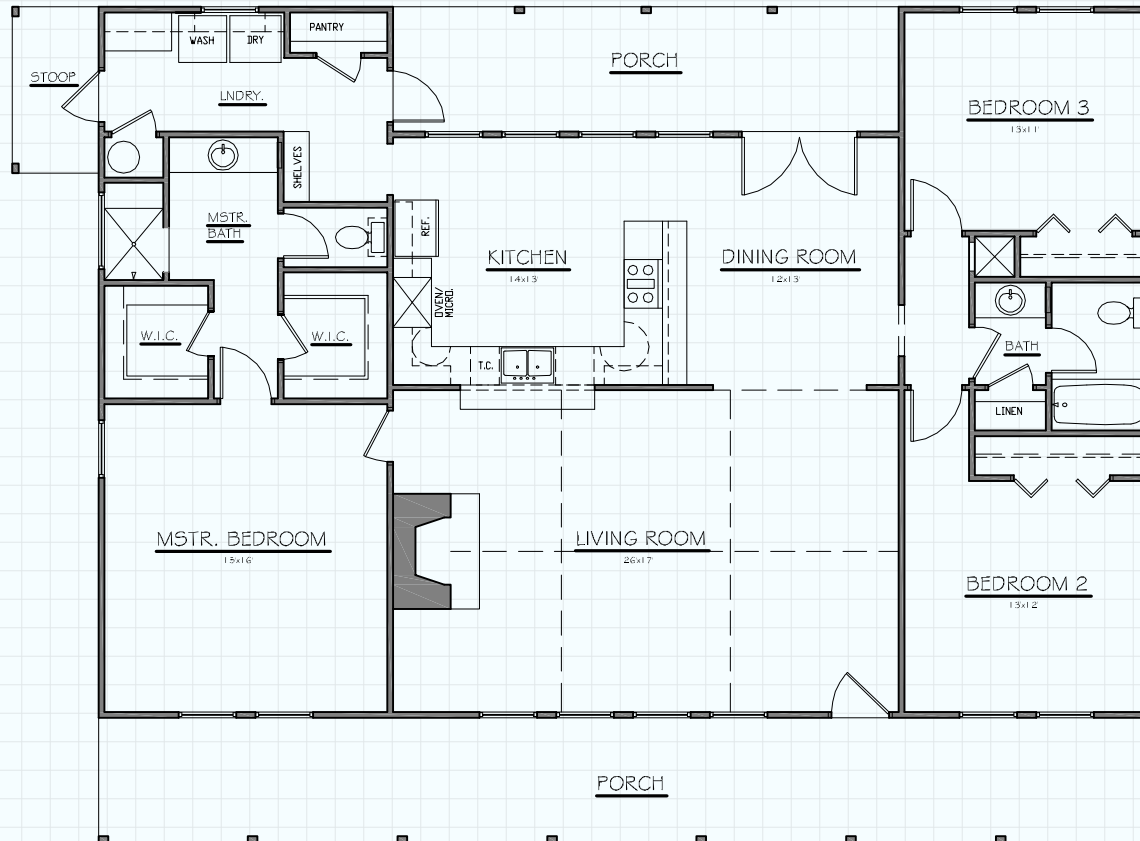 PANTRY
WASH
DRY
STOOP
LNDRY.
PORCH
BEDROOM 3
13x11'
SHELVES
MSTR.
BATH
REF.
KITCHEN
14x13'
DINING ROOM
12x13'
OVEN/
MICRO.
W.I.C.
W.I.C.
T.C.
BATH
LINEN
MSTR. BEDROOM
15x16'
LIVING ROOM
26x17'
BEDROOM 2
13x12'
PORCH